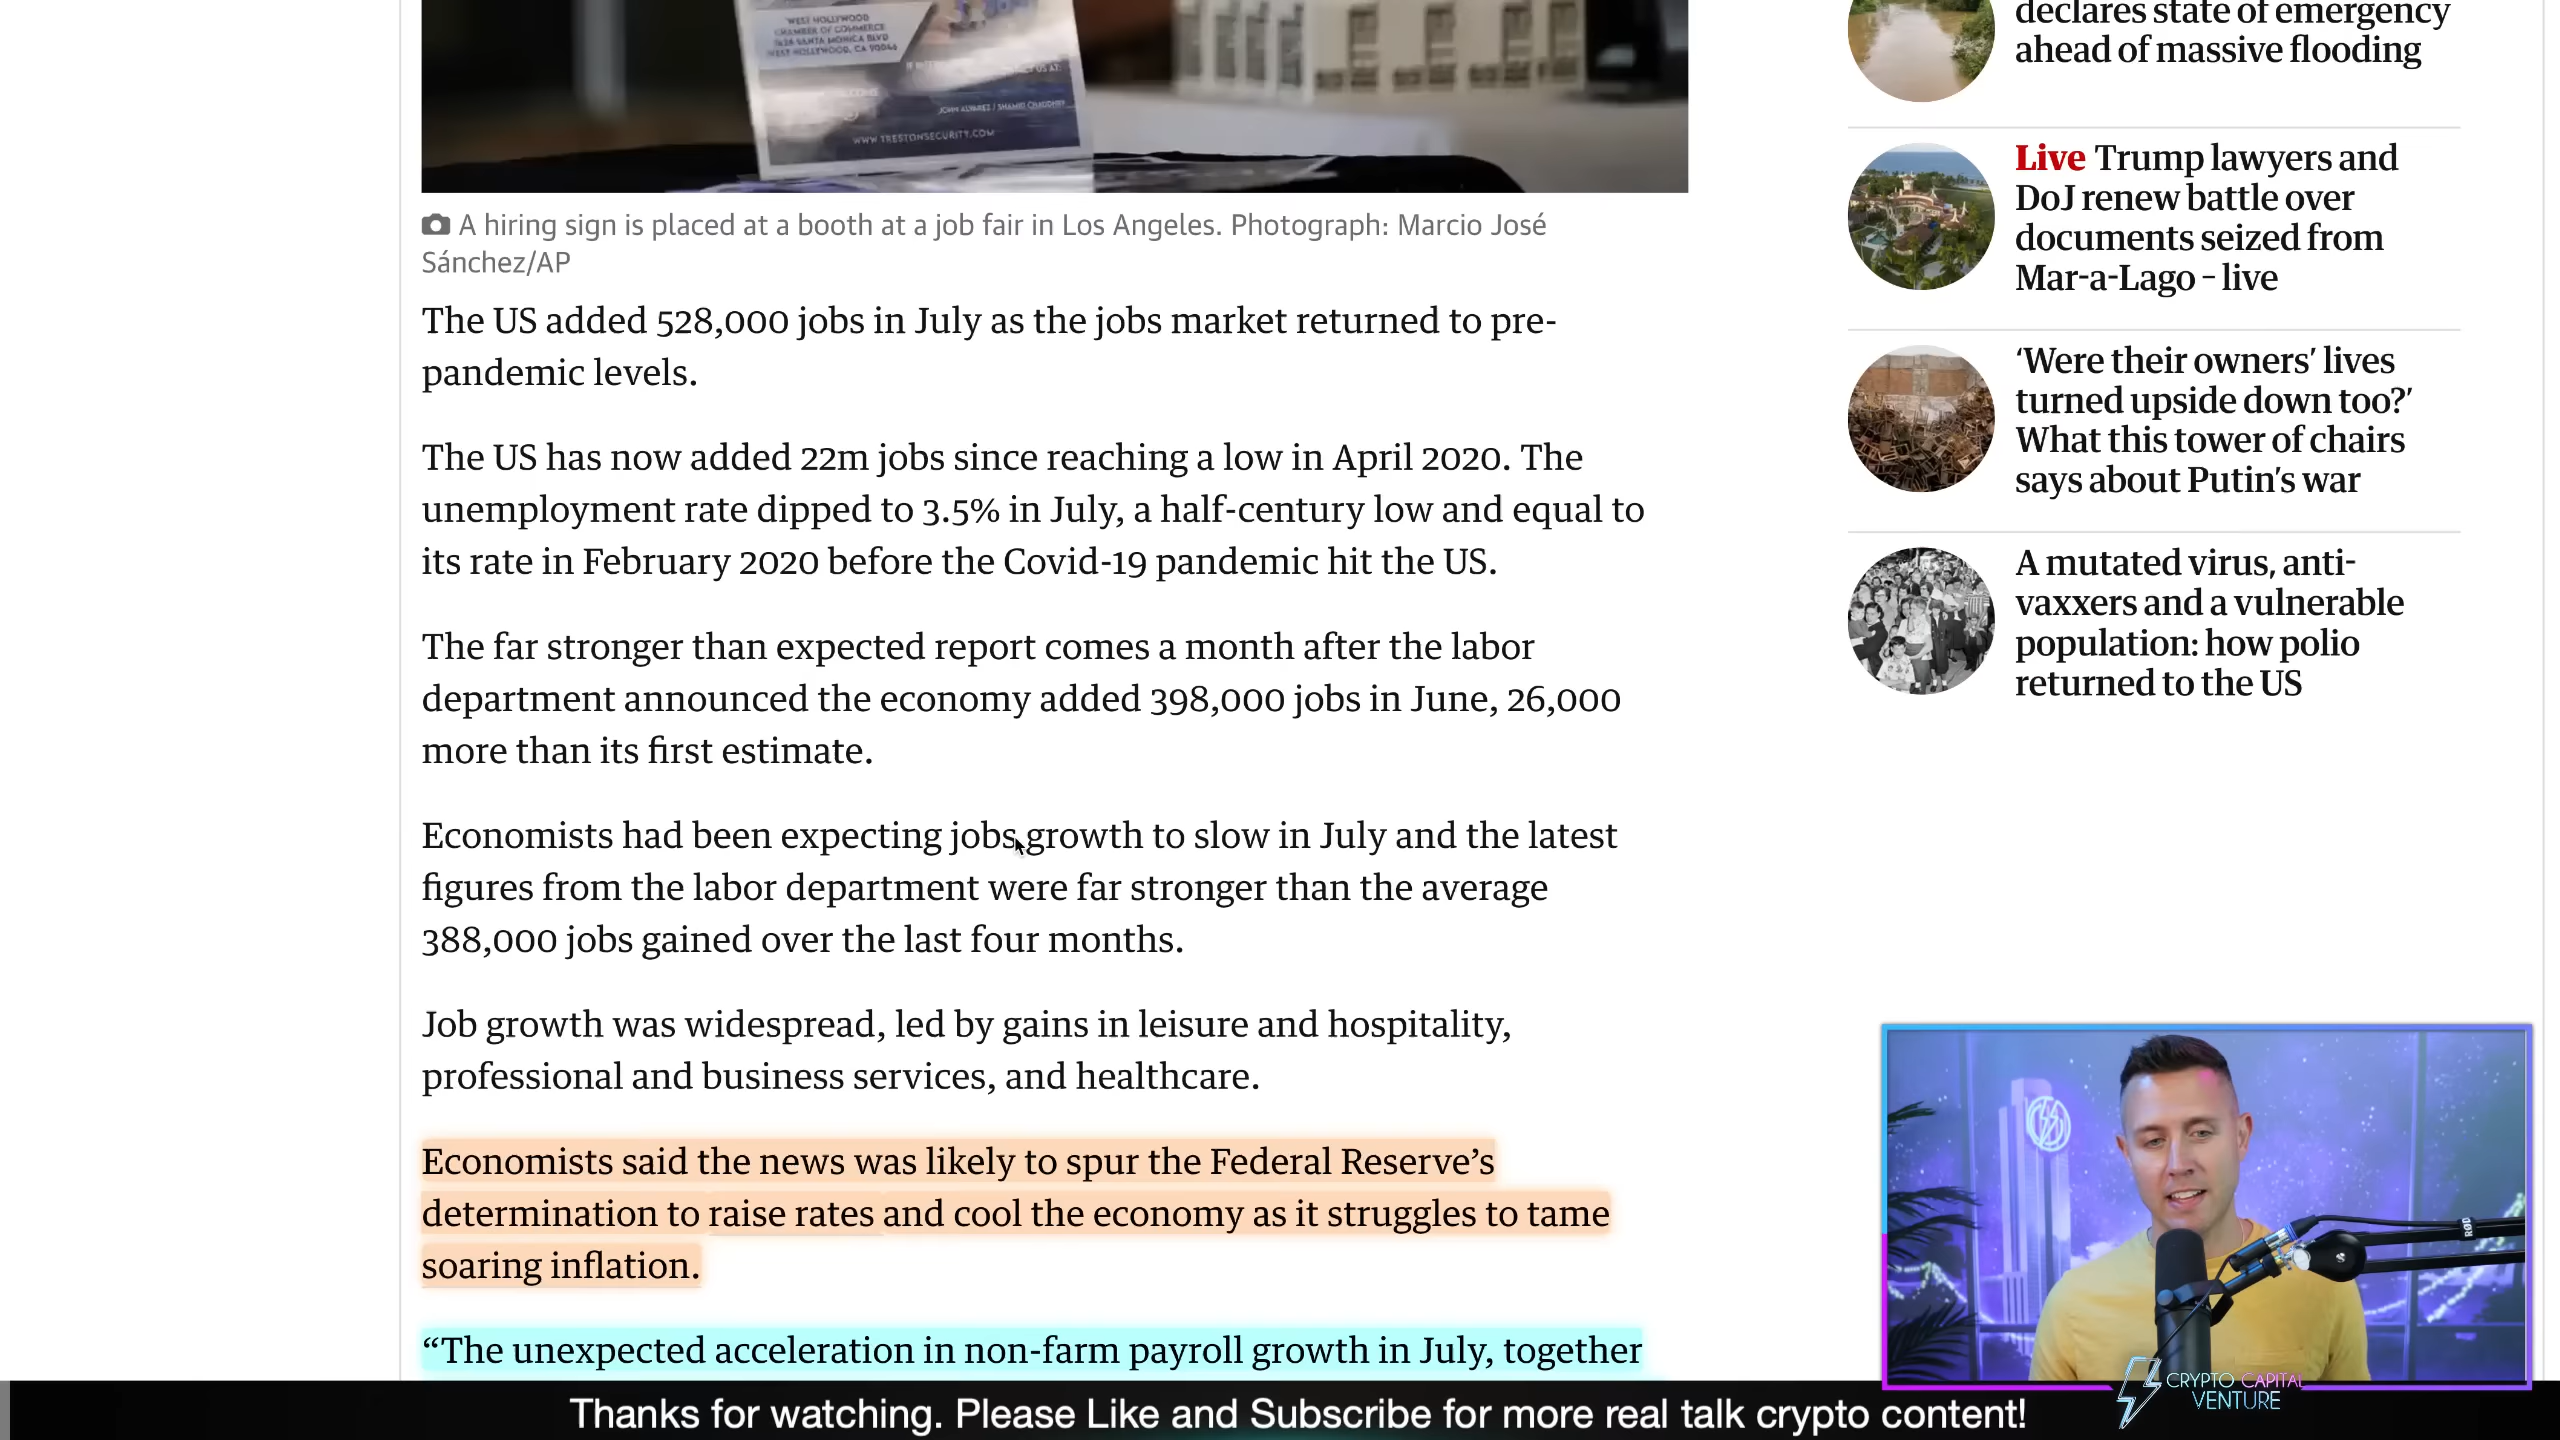 WEST HOLLYWOOD
CHAMBER OF COMMERCE
WEST HOLLYWOOD, CA 90046
WWW.TRESTONSECURITY.COM
A hiring sign is placed at a booth at a job fair in Los Angeles. Photograph: Marcio José
Sánchez/AP
The US added 528,000 jobs in July as the jobs market returned to pre-
pandemic levels.
The US has now added 22m jobs since reaching a low in April 2020. The
unemployment rate dipped to 3.5% in July, a half-century low and equal to
its rate in February 2020 before the Covid-19 pandemic hit the US.
The far stronger than expected report comes a month after the labor
department announced the economy added 398,000 jobs in June, 26,000
more than its first estimate.
Economists had been expecting jobs growth to slow in July and the latest
figures from the labor department were far stronger than the average
388,000 jobs gained over the last four months.
Job growth was widespread, led by gains in leisure and hospitality,
professional and business services, and healthcare.
Economists said the news was likely to spur the Federal Reserve’s
determination to raise rates and cool the economy as it struggles to tame
soaring inflation.
“The unexpected acceleration in non-farm payroll growth in July, together
declares state of emergency
ahead of massive flooding
Live Trump lawyers and
DoJ renew battle over
documents seized from
Mar-a-Lago – live
‘Were their owners’ lives
turned upside down too?’
What this tower of chairs
says about Putin’s war
A mutated virus, anti-
vaxxers and a vulnerable
population: how polio
returned to the US
RØD
CRYPTO CAPITAL
VENTURE
Thanks for watching. Please Like and Subscribe for more real talk crypto content!